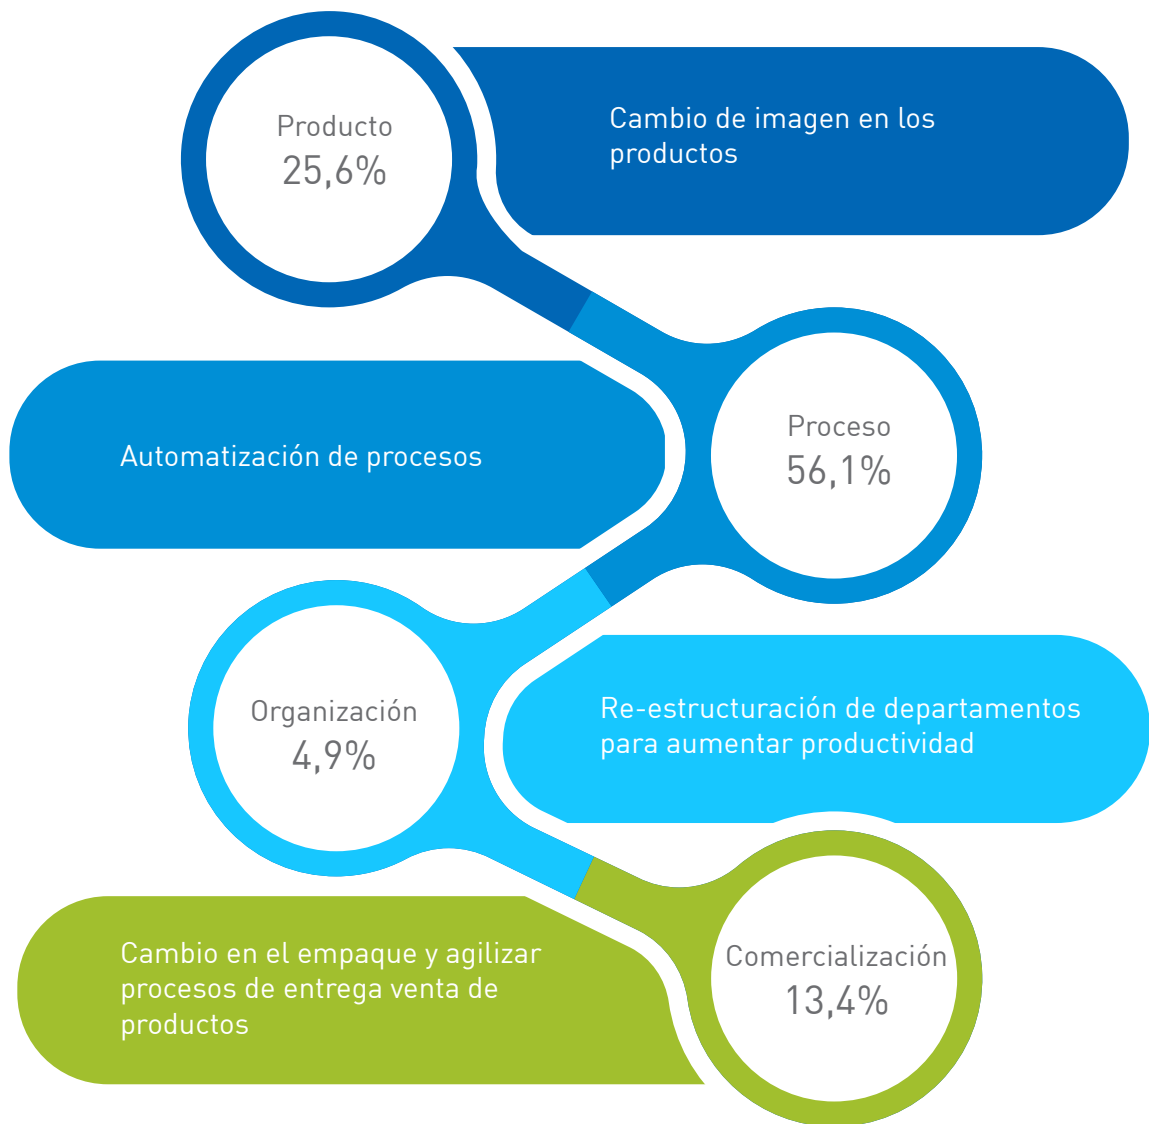 Producto
25,6%
Cambio de imagen en los
productos
Automatización de procesos
Proceso
56,1%
Organización
4,9%
Re-estructuración de departamentos
para aumentar productividad
Cambio en el empaque y agilizar
procesos de entrega venta de
productos
Comercialización
13,4%